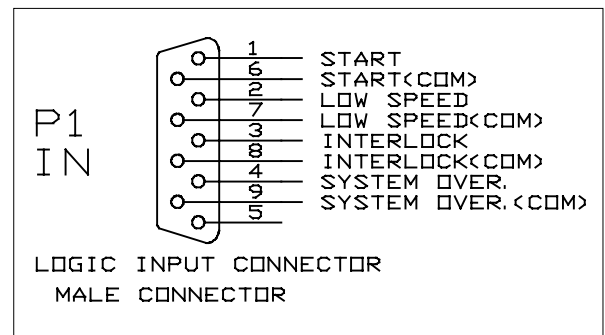 1 START
6 START(COM)
2 LOW SPEED
7 LOW SPEED(COM)
3 INTERLOCK
8 INTERLOCK(COM)
4 SYSTEM OVER.
9 SYSTEM OVER.(COM)
5
P1
IN
LOGIC INPUT CONNECTOR
MALE CONNECTOR